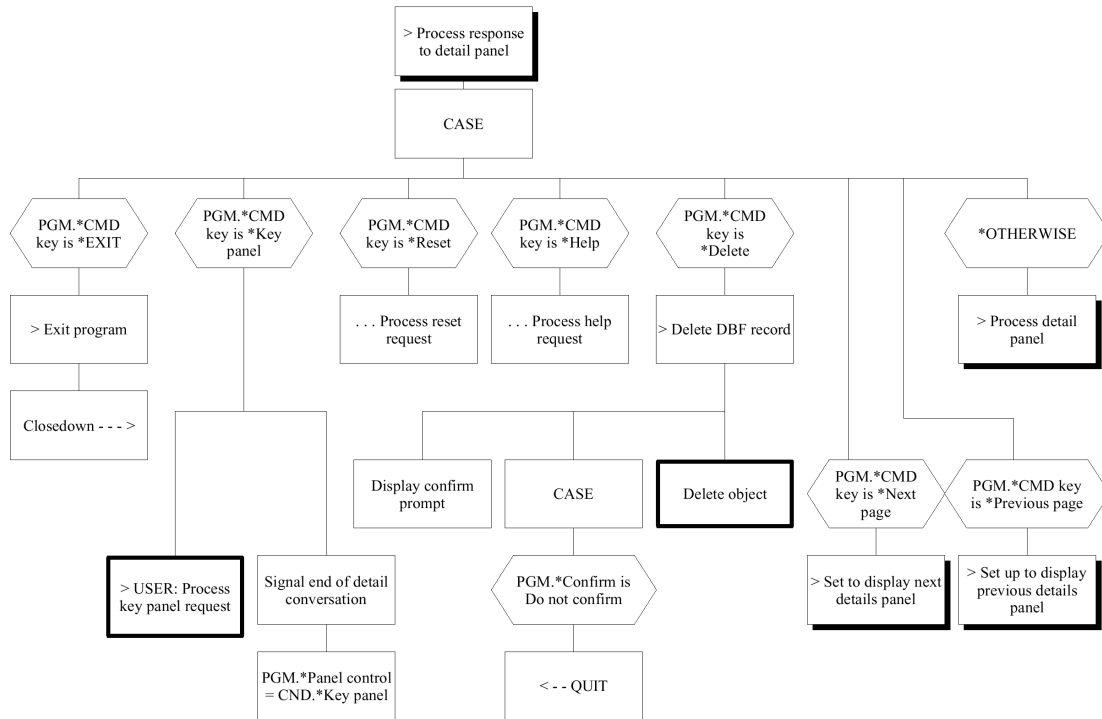 > Process response
to detail panel
CASE
PGM.*CMD
key is *EXIT
PGM.*CMD
key is *Key
panel
PGM.*CMD
key is *Reset
PGM.*CMD
key is *Help
PGM.*CMD
key is
*Delete
*OTHERWISE
> Exit program
. . . Process reset
request
. . . Process help
request
> Delete DBF record
> Process detail
panel
Closedown - - - >
Display confirm
prompt
CASE
Delete object
PGM.*CMD
key is *Next
page
PGM.*CMD key
is *Previous page
> USER: Process
key panel request
Signal end of detail
conversation
PGM.*Confirm is
Do not confirm
> Set to display next
details panel
> Set up to display
previous details
panel
PGM.*Panel control
= CND.*Key panel
< - - QUIT